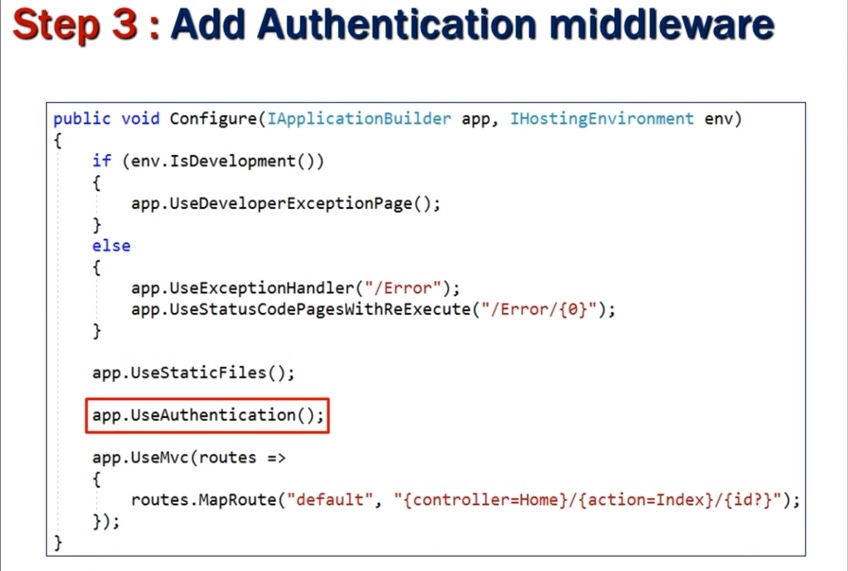 Step 3 : Add Authentication middleware
public void Configure(IApplicationBuilder app, IHostingEnvironment env)
{
    if (env.IsDevelopment())
    {
        app.UseDeveloperExceptionPage();
    }
    else
    {
        app.UseExceptionHandler("/Error");
        app.UseStatusCodePagesWithReExecute("/Error/{0}");
    }
    app.UseStaticFiles();
    app.UseAuthentication();
    app.UseMvc(routes =>
    {
        routes.MapRoute("default", "{controller=Home}/{action=Index}/{id?}");
    });
}